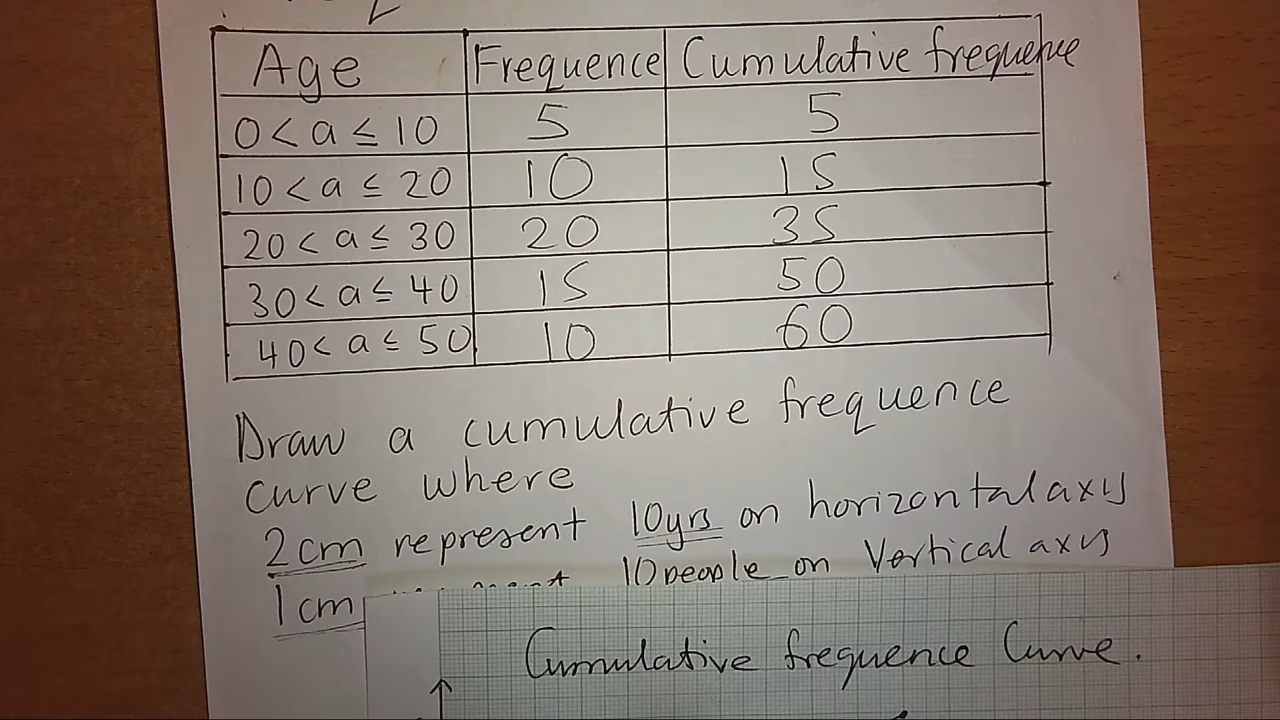 Age Frequence Cumulative frequence
0 < a ≤ 10 5 5
10 < a ≤ 20 10 15
20 < a ≤ 30 20 35
30 < a ≤ 40 15 50
40 < a ≤ 50 10 60
Draw a cumulative frequence
curve where
2cm represent 10yrs on horizontal axis
1cm 10people on Vertical axis
Cumulative frequence Curve.